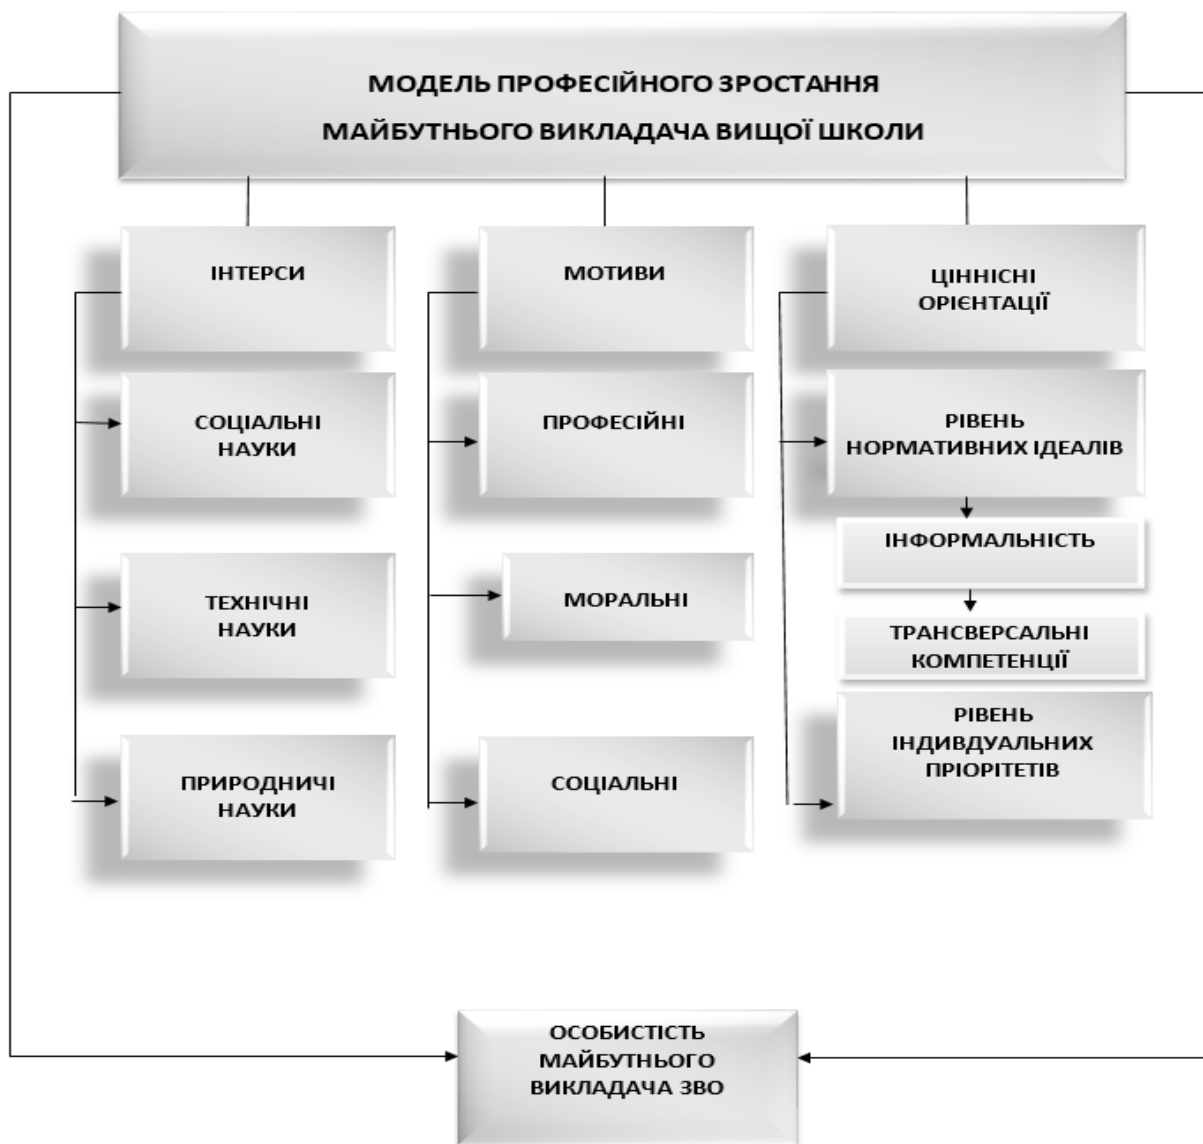 МОДЕЛЬ ПРОФЕСІЙНОГО ЗРОСТАННЯ
МАЙБУТНЬОГО ВИКЛАДАЧА ВИЩОЇ ШКОЛИ
ІНТЕРСИ
СОЦІАЛЬНІ
НАУКИ
ТЕХНІЧНІ
НАУКИ
ПРИРОДНИЧІ
НАУКИ
МОТИВИ
ПРОФЕСІЙНІ
МОРАЛЬНІ
СОЦІАЛЬНІ
ЦІННІСНІ
ОРІЄНТАЦІЇ
РІВЕНЬ
НОРМАТИВНИХ ІДЕАЛІВ
ІНФОРМАЛЬНІСТЬ
ТРАНСВЕРСАЛЬНІ
КОМПЕТЕНЦІЇ
РІВЕНЬ
ІНДИВДУАЛЬНИХ
ПРІОРІТЕТІВ
ОСОБИСТІСТЬ
МАЙБУТНЬОГО
ВИКЛАДАЧА ЗВО